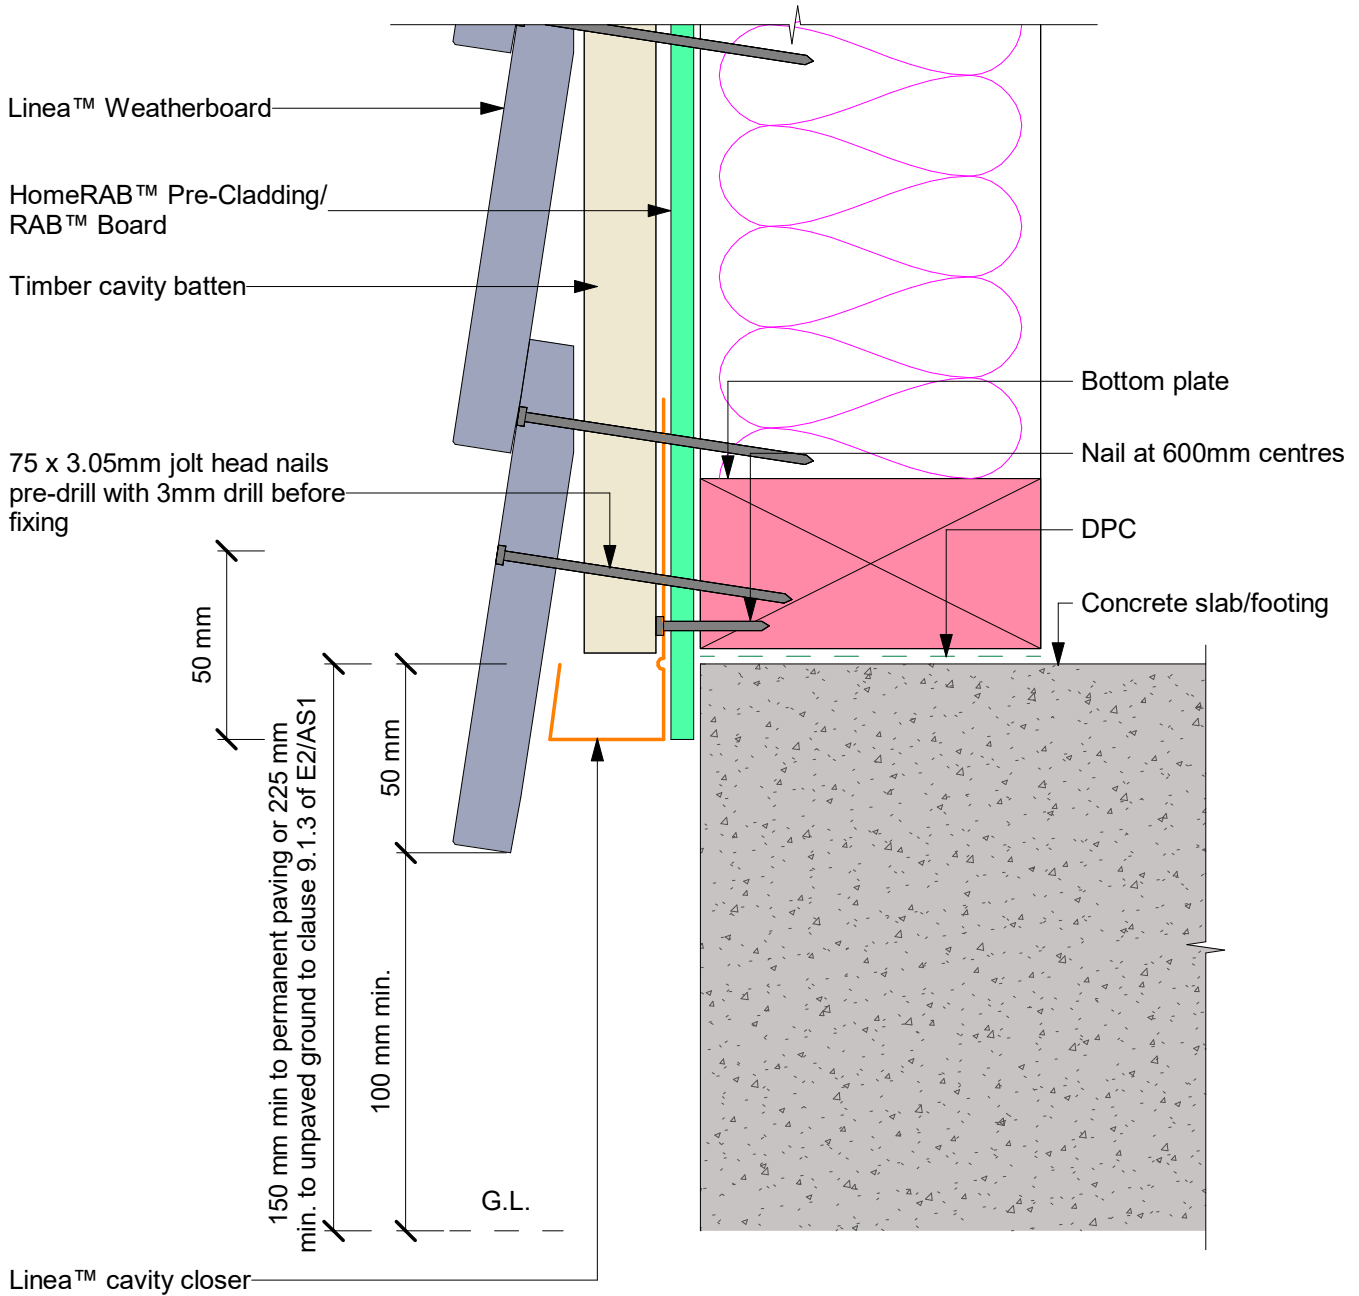 Linea™ Weatherboard
HomeRAB™ Pre-Cladding/
RAB™ Board
Timber cavity batten
Bottom plate
Nail at 600mm centres
75 x 3.05mm jolt head nails
pre-drill with 3mm drill before
fixing
DPC
Concrete slab/footing
50 mm
150 mm min to permanent paving or 225 mm
min. to unpaved ground to clause 9.1.3 of E2/AS1
50 mm
100 mm min.
G.L.
Linea™ cavity closer